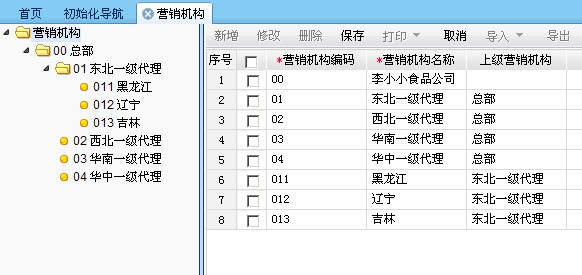 首页 初始化导航 营销机构
营销机构
00 总部
01 东北一级代理
011 黑龙江
012 辽宁
013 吉林
02 西北一级代理
03 华南一级代理
04 华中一级代理
新增 修改 删除 保存 打印 取消 导入 导出
序号 *营销机构编码 *营销机构名称 上级营销机构
1 00 李小小食品公司
2 01 东北一级代理 总部
3 02 西北一级代理 总部
4 03 华南一级代理 总部
5 04 华中一级代理 总部
6 011 黑龙江 东北一级代理
7 012 辽宁 东北一级代理
8 013 吉林 东北一级代理